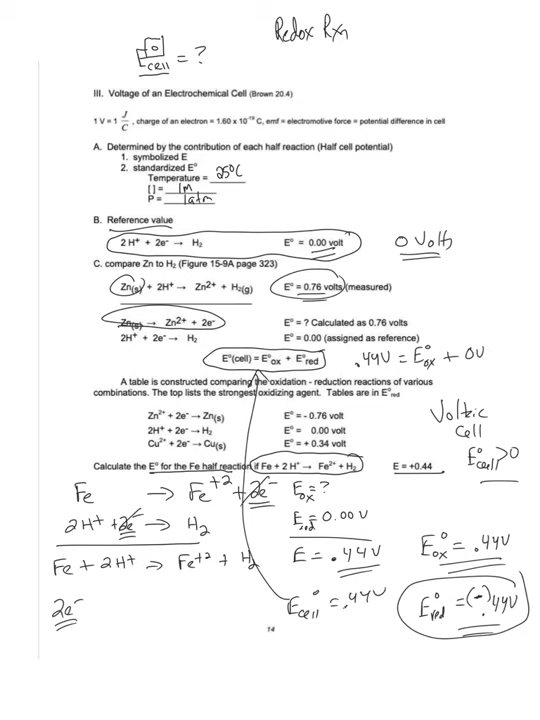 Redox Rxn
E°cell = ?
III. Voltage of an Electrochemical Cell (Brown 20.4)
1 V = 1 J/C , charge of an electron = 1.60 x 10⁻¹⁹ C, emf = electromotive force = potential difference in cell
A. Determined by the contribution of each half reaction (Half cell potential)
1. symbolized E
2. standardized E°
Temperature = 25°C
[ ] = 1M
P = 1atm
B. Reference value
2 H⁺ + 2e⁻ → H₂ E° = 0.00 volt
0 Volts
C. compare Zn to H₂ (Figure 15-9A page 323)
Zn(s) + 2H⁺ → Zn²⁺ + H₂(g) E° = 0.76 volts (measured)
Zn(s) → Zn²⁺ + 2e⁻ E° = ? Calculated as 0.76 volts
2H⁺ + 2e⁻ → H₂ E° = 0.00 (assigned as reference)
E°(cell) = E°ox + E°red
.44V = E°ox + 0V
A table is constructed comparing the oxidation - reduction reactions of various
combinations. The top lists the strongest oxidizing agent. Tables are in E°red
Zn²⁺ + 2e⁻ → Zn(s) E° = - 0.76 volt
2H⁺ + 2e⁻ → H₂ E° = 0.00 volt
Cu²⁺ + 2e⁻ → Cu(s) E° = + 0.34 volt
Voltaic
Cell
E°cell > 0
Calculate the E° for the Fe half reaction if Fe + 2 H⁺ → Fe²⁺ + H₂ E = +0.44
Fe → Fe⁺² + 2e⁻ E°ox = ?
2H⁺ + 2e⁻ → H₂ E°red = 0.00V
Fe + 2H⁺ → Fe⁺² + H₂ E = .44V
E°ox = .44V
2e⁻
E°cell = .44V
E°red = (-).44V
14